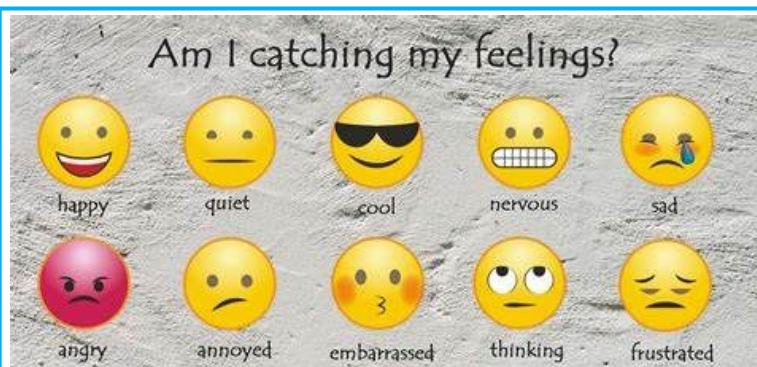 Am I catching my feelings?
happy quiet cool nervous sad
angry annoyed embarrassed thinking frustrated